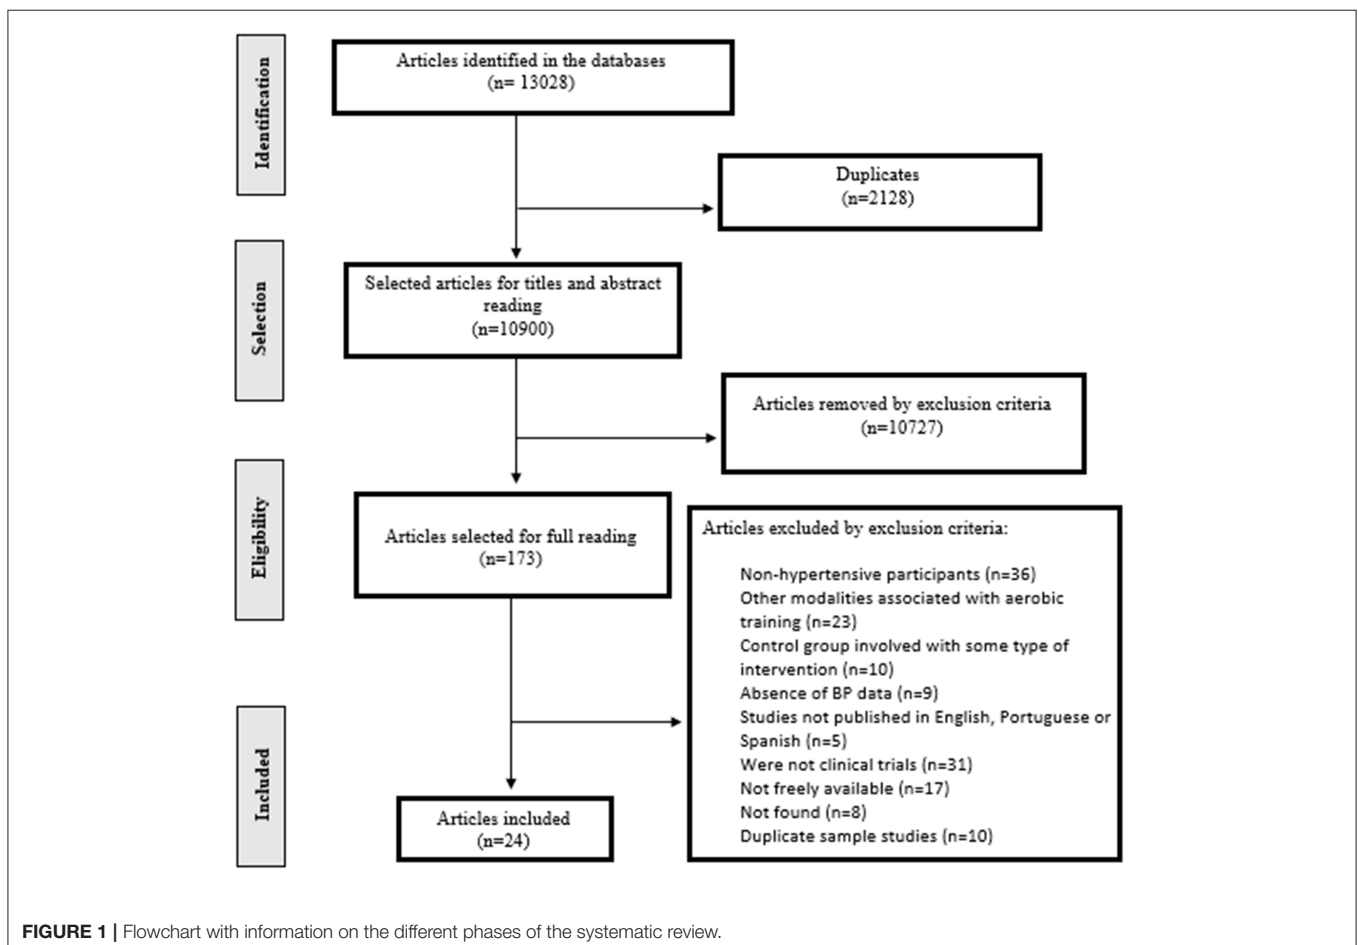 Identification
Articles identified in the databases
(n= 13028)
Duplicates
(n=2128)
Selection
Selected articles for titles and abstract
reading
(n=10900)
Articles removed by exclusion criteria
(n=10727)
Eligibility
Articles selected for full reading
(n=173)
Articles excluded by exclusion criteria:
Non-hypertensive participants (n=36)
Other modalities associated with aerobic
training (n=23)
Control group involved with some type of
intervention (n=10)
Absence of BP data (n=9)
Studies not published in English, Portuguese or
Spanish (n=5)
Were not clinical trials (n=31)
Not freely available (n=17)
Not found (n=8)
Duplicate sample studies (n=10)
Included
Articles included
(n=24)
FIGURE 1 | Flowchart with information on the different phases of the systematic review.